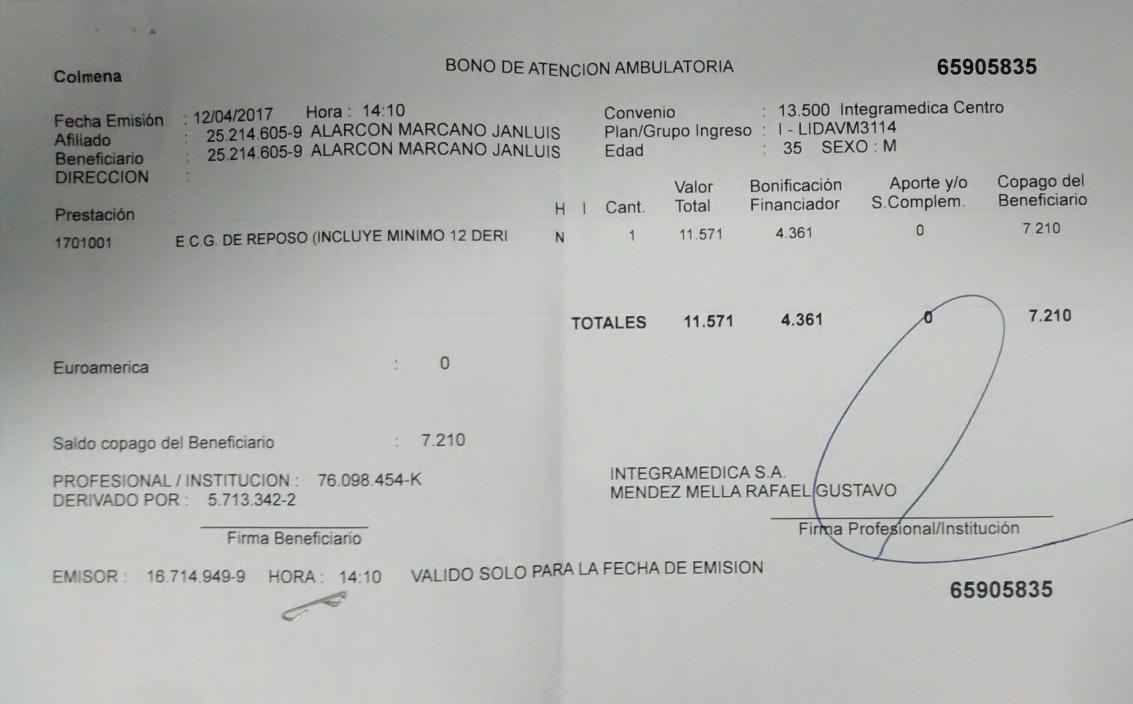 BONO DE ATENCION AMBULATORIA 65905835
Colmena
Fecha Emisión : 12/04/2017 Hora : 14:10 Convenio : 13.500 Integramedica Centro
Afiliado : 25.214.605-9 ALARCON MARCANO JANLUIS Plan/Grupo Ingreso : I - LIDAVM3114
Beneficiario : 25.214.605-9 ALARCON MARCANO JANLUIS Edad : 35 SEXO : M
DIRECCION :
Prestación H I Cant. Valor Total Bonificación Financiador Aporte y/o S.Complem. Copago del Beneficiario
1701001 E.C.G. DE REPOSO (INCLUYE MINIMO 12 DERI N 1 11.571 4.361 0 7.210
TOTALES 11.571 4.361 0 7.210
Euroamerica : 0
Saldo copago del Beneficiario : 7.210
PROFESIONAL / INSTITUCION : 76.098.454-K INTEGRAMEDICA S.A.
DERIVADO POR : 5.713.342-2 MENDEZ MELLA RAFAEL GUSTAVO
Firma Beneficiario Firma Profesional/Institución
EMISOR : 16.714.949-9 HORA : 14:10 VALIDO SOLO PARA LA FECHA DE EMISION
65905835